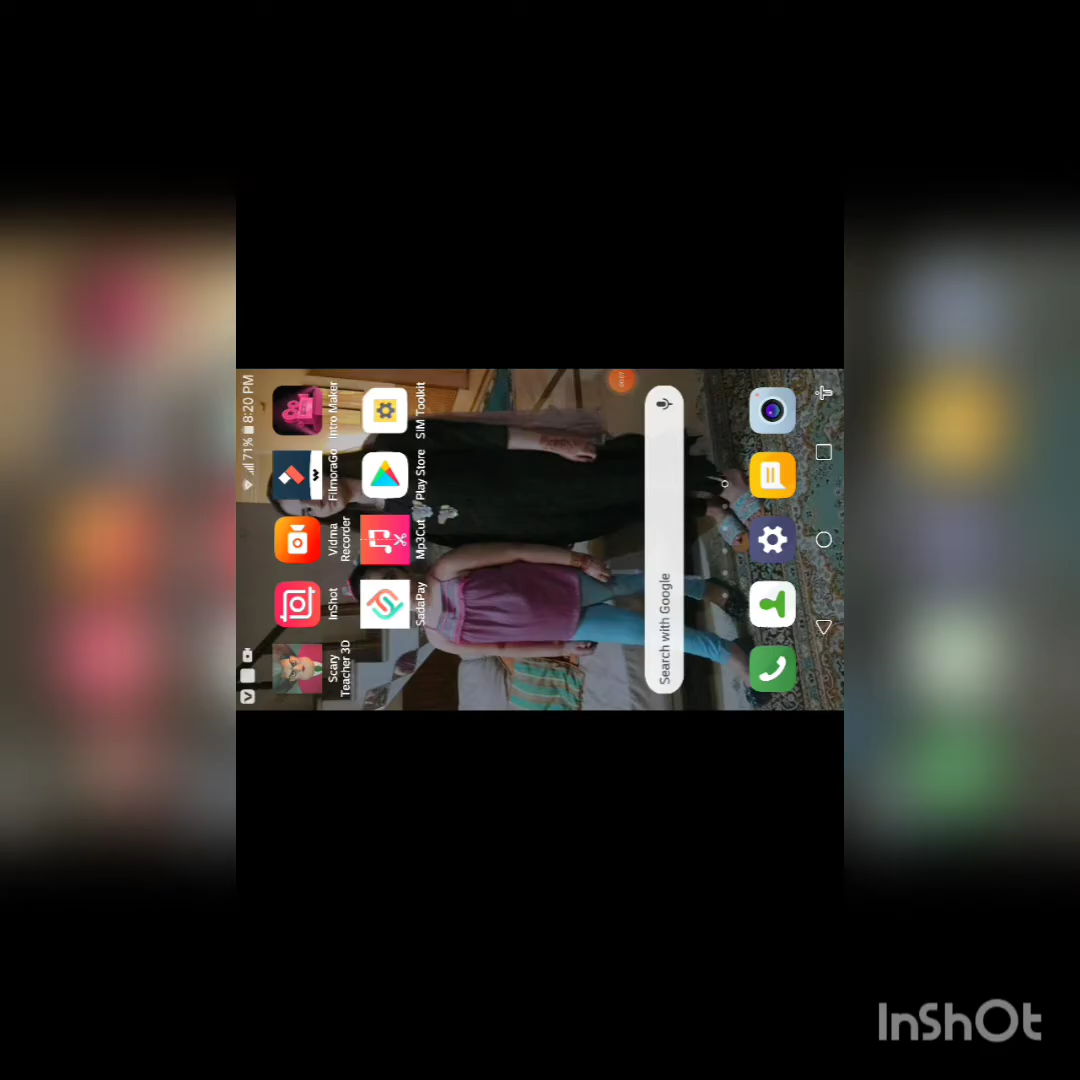 71% 8:20 PM
Scary
Teacher 3D
InShot
Vidma
Recorder
FilmoraGo
Intro Maker
SadaPay
Mp3Cut
Play Store
SIM Toolkit
Search with Google
InShOt